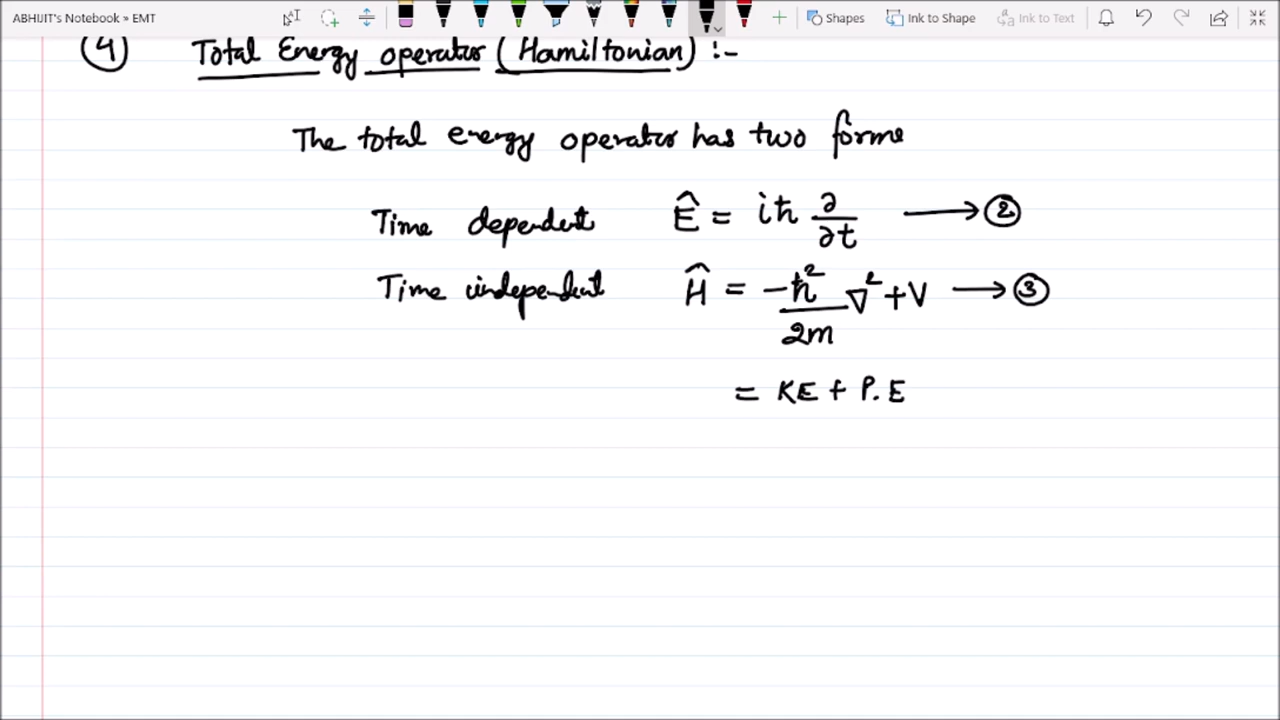 ABHIJIT's Notebook » EMT
Shapes Ink to Shape Ink to Text
④ Total Energy operator (Hamiltonian) :-
The total energy operator has two forms
Time dependent Ê = iħ ∂/∂t ⟶ ②
Time independent Ĥ = -ħ²/2m ∇² + V ⟶ ③
= KE + P.E